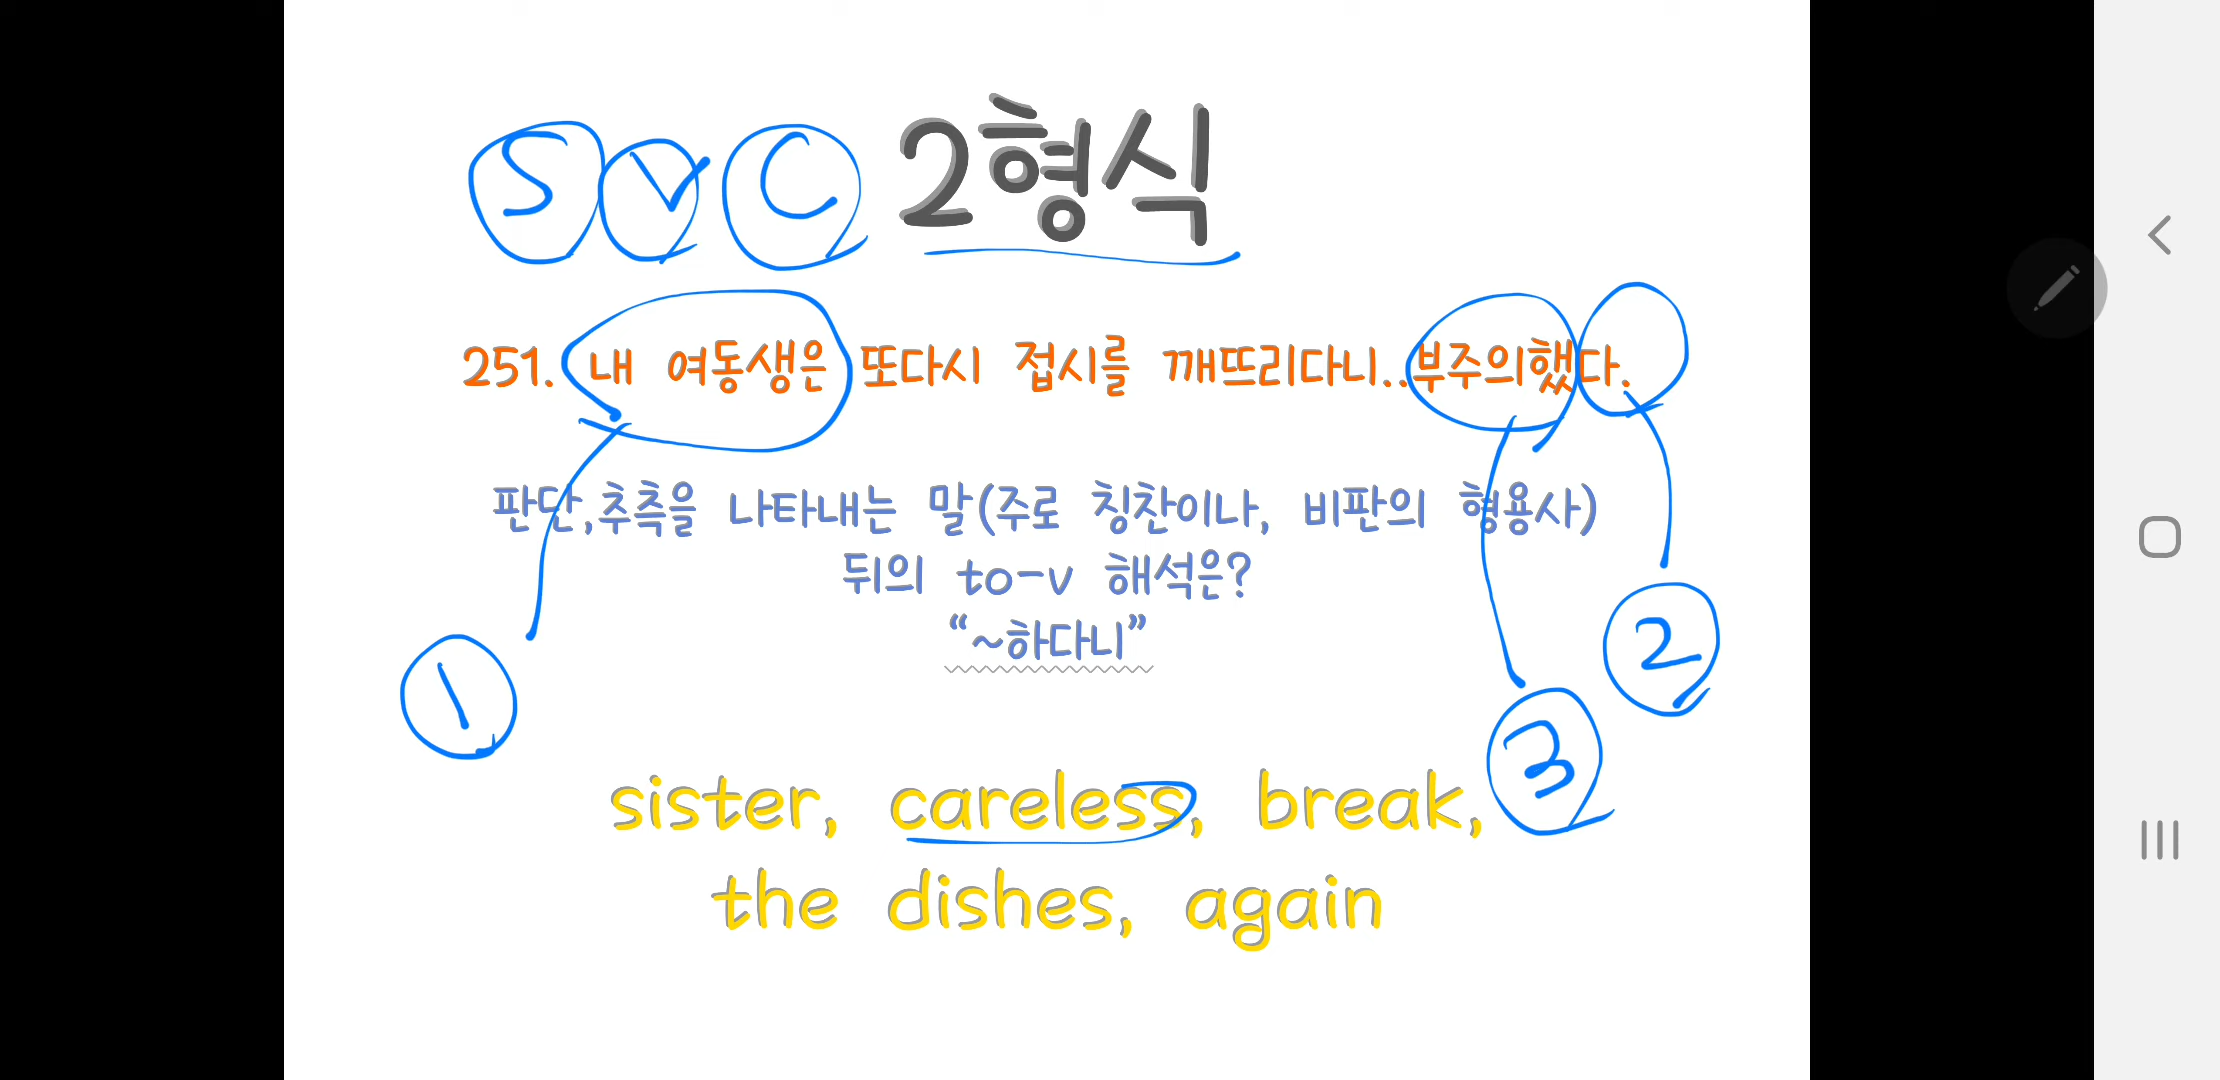 S V C 2형식
251. 내 여동생은 또다시 접시를 깨뜨리다니..부주의했다.
판단,추측을 나타내는 말(주로 칭찬이나, 비판의 형용사)
뒤의 to-v 해석은?
“~하다니”
1
2
3
sister, careless, break,
the dishes, again